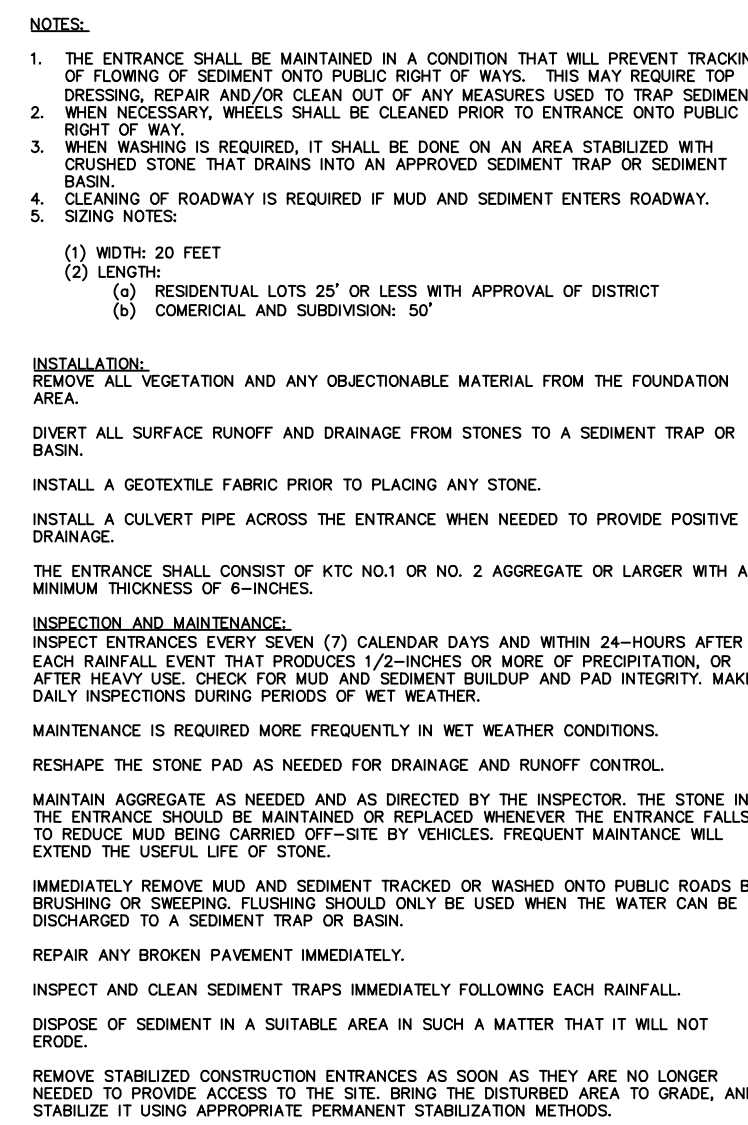 NOTES:
1. THE ENTRANCE SHALL BE MAINTAINED IN A CONDITION THAT WILL PREVENT TRACKIN
OF FLOWING OF SEDIMENT ONTO PUBLIC RIGHT OF WAYS. THIS MAY REQUIRE TOP
DRESSING, REPAIR AND/OR CLEAN OUT OF ANY MEASURES USED TO TRAP SEDIMEN
2. WHEN NECESSARY, WHEELS SHALL BE CLEANED PRIOR TO ENTRANCE ONTO PUBLIC
RIGHT OF WAY.
3. WHEN WASHING IS REQUIRED, IT SHALL BE DONE ON AN AREA STABILIZED WITH
CRUSHED STONE THAT DRAINS INTO AN APPROVED SEDIMENT TRAP OR SEDIMENT
BASIN.
4. CLEANING OF ROADWAY IS REQUIRED IF MUD AND SEDIMENT ENTERS ROADWAY.
5. SIZING NOTES:
(1) WIDTH: 20 FEET
(2) LENGTH:
(a) RESIDENTUAL LOTS 25' OR LESS WITH APPROVAL OF DISTRICT
(b) COMERICIAL AND SUBDIVISION: 50'
INSTALLATION:
REMOVE ALL VEGETATION AND ANY OBJECTIONABLE MATERIAL FROM THE FOUNDATION
AREA.
DIVERT ALL SURFACE RUNOFF AND DRAINAGE FROM STONES TO A SEDIMENT TRAP OR
BASIN.
INSTALL A GEOTEXTILE FABRIC PRIOR TO PLACING ANY STONE.
INSTALL A CULVERT PIPE ACROSS THE ENTRANCE WHEN NEEDED TO PROVIDE POSITIVE
DRAINAGE.
THE ENTRANCE SHALL CONSIST OF KTC NO.1 OR NO. 2 AGGREGATE OR LARGER WITH A
MINIMUM THICKNESS OF 6-INCHES.
INSPECTION AND MAINTENANCE:
INSPECT ENTRANCES EVERY SEVEN (7) CALENDAR DAYS AND WITHIN 24-HOURS AFTER
EACH RAINFALL EVENT THAT PRODUCES 1/2-INCHES OR MORE OF PRECIPITATION, OR
AFTER HEAVY USE. CHECK FOR MUD AND SEDIMENT BUILDUP AND PAD INTEGRITY. MAKE
DAILY INSPECTIONS DURING PERIODS OF WET WEATHER.
MAINTENANCE IS REQUIRED MORE FREQUENTLY IN WET WEATHER CONDITIONS.
RESHAPE THE STONE PAD AS NEEDED FOR DRAINAGE AND RUNOFF CONTROL.
MAINTAIN AGGREGATE AS NEEDED AND AS DIRECTED BY THE INSPECTOR. THE STONE IN
THE ENTRANCE SHOULD BE MAINTAINED OR REPLACED WHENEVER THE ENTRANCE FALLS
TO REDUCE MUD BEING CARRIED OFF-SITE BY VEHICLES. FREQUENT MAINTANCE WILL
EXTEND THE USEFUL LIFE OF STONE.
IMMEDIATELY REMOVE MUD AND SEDIMENT TRACKED OR WASHED ONTO PUBLIC ROADS B
BRUSHING OR SWEEPING. FLUSHING SHOULD ONLY BE USED WHEN THE WATER CAN BE
DISCHARGED TO A SEDIMENT TRAP OR BASIN.
REPAIR ANY BROKEN PAVEMENT IMMEDIATELY.
INSPECT AND CLEAN SEDIMENT TRAPS IMMEDIATELY FOLLOWING EACH RAINFALL.
DISPOSE OF SEDIMENT IN A SUITABLE AREA IN SUCH A MATTER THAT IT WILL NOT
ERODE.
REMOVE STABILIZED CONSTRUCTION ENTRANCES AS SOON AS THEY ARE NO LONGER
NEEDED TO PROVIDE ACCESS TO THE SITE. BRING THE DISTURBED AREA TO GRADE, AND
STABILIZE IT USING APPROPRIATE PERMANENT STABILIZATION METHODS.